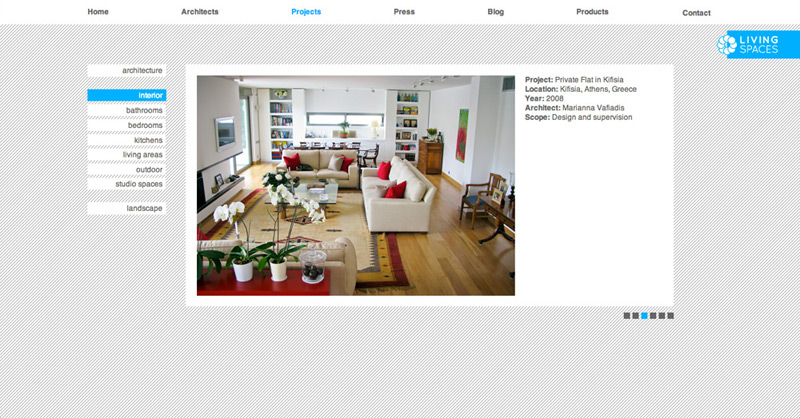 Home Architects Projects Press Blog Products Contact
LIVING
SPACES
architecture
interior
bathrooms
bedrooms
kitchens
living areas
outdoor
studio spaces
landscape
Project: Private Flat in Kifisia
Location: Kifisia, Athens, Greece
Year: 2008
Architect: Marianna Vafiadis
Scope: Design and supervision